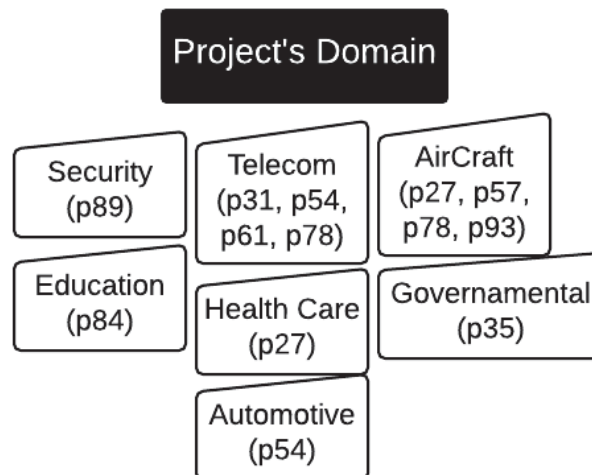 Project's Domain
Security
(p89)
Telecom
(p31, p54,
p61, p78)
AirCraft
(p27, p57,
p78, p93)
Education
(p84)
Health Care
(p27)
Governamental
(p35)
Automotive
(p54)